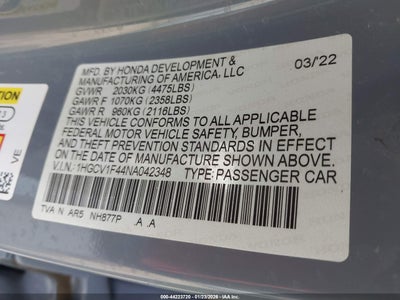 MFD. BY HONDA DEVELOPMENT & 03/22
MANUFACTURING OF AMERICA, LLC
GVWR 2030KG (4475LBS)
GAWR F 1070KG (2358LBS)
GAWR R 960KG (2116LBS)
THIS VEHICLE CONFORMS TO ALL APPLICABLE
FEDERAL MOTOR VEHICLE SAFETY, BUMPER,
AND THEFT PREVENTION STANDARDS IN EFFECT
ON THE DATE OF MANUFACTURE SHOWN ABOVE.
V.I.N.: 1HGCV1F44NA042348 TYPE:PASSENGER CAR
TVA N AR5 NH877P .A .A
VE
000-44223720 - 01/23/2026 - IAA